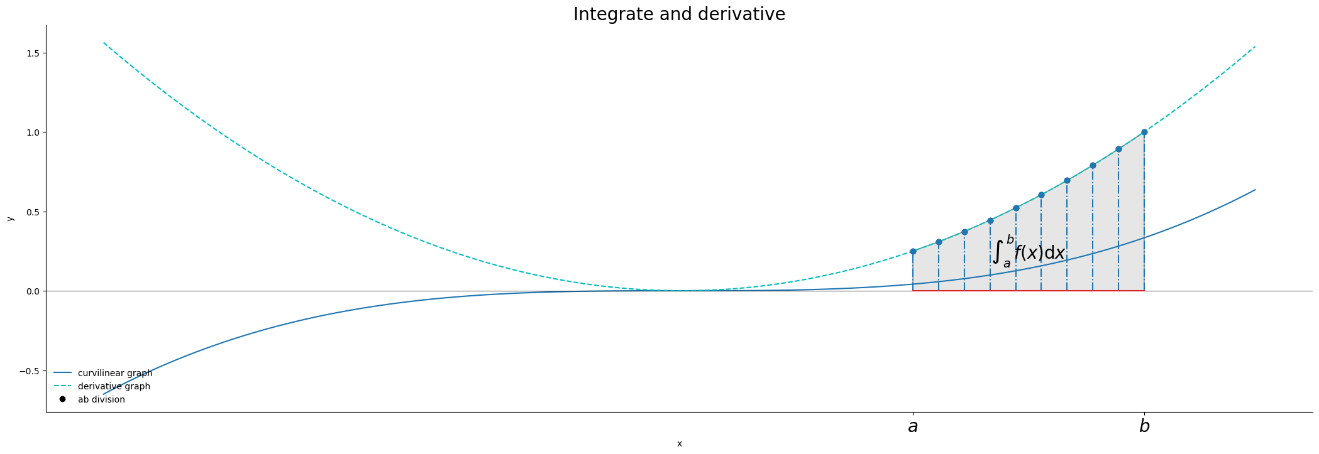 Integrate and derivative
1.5
1.0
0.5
0.0
−0.5
y
∫ₐᵇ f(x)dx
curvilinear graph
derivative graph
ab division
a
b
x